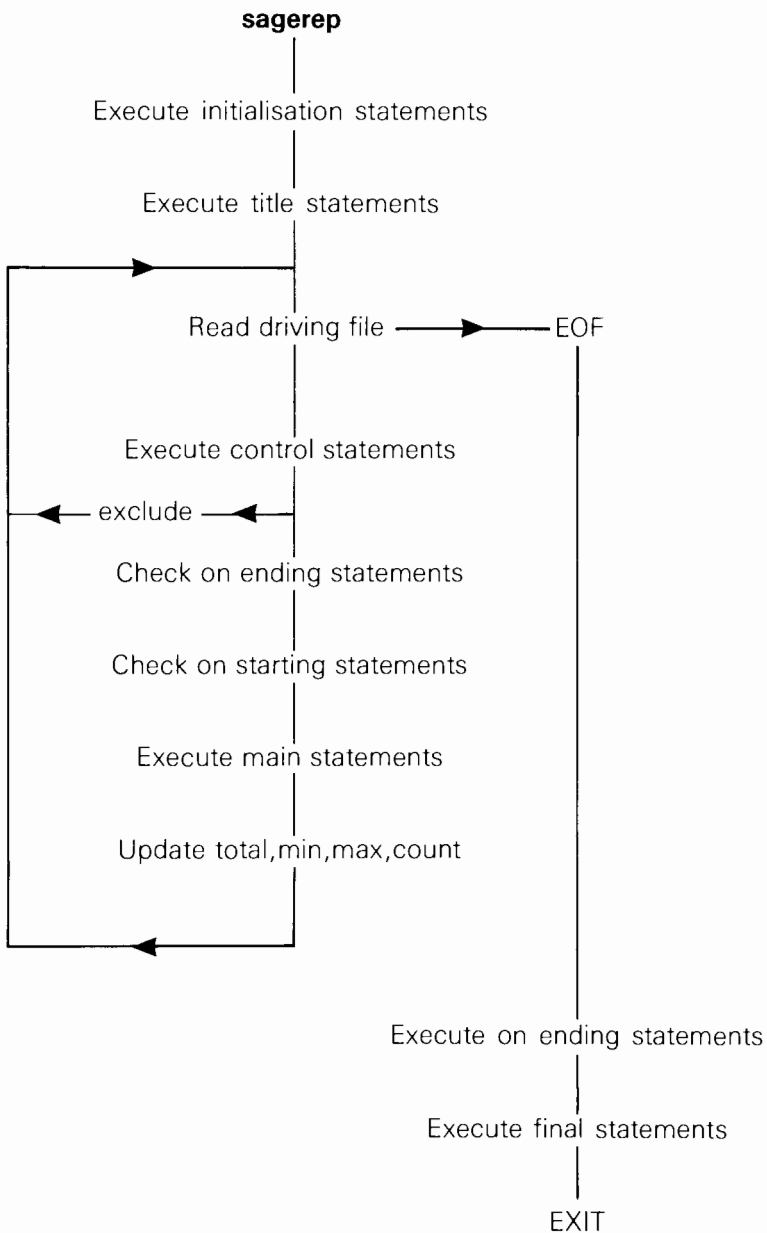 sagerep
Execute initialisation statements
Execute title statements
Read driving file
EOF
Execute control statements
exclude
Check on ending statements
Check on starting statements
Execute main statements
Update total,min,max,count
Execute on ending statements
Execute final statements
EXIT